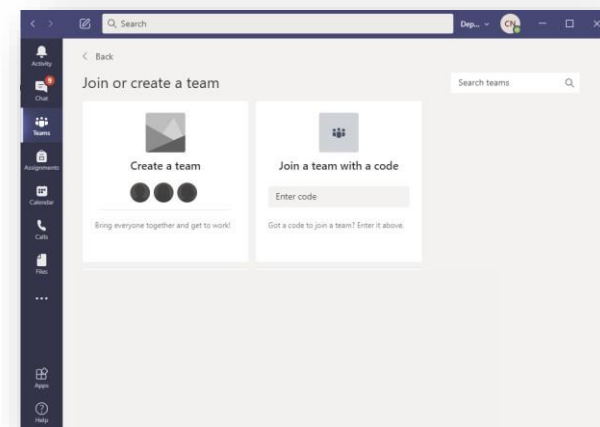 Search
Dep...
CN
Activity
9
Chat
Teams
Assignments
Calendar
Calls
Files
Apps
Help
Back
Join or create a team
Search teams
Create a team
Bring everyone together and get to work!
Join a team with a code
Enter code
Got a code to join a team? Enter it above.